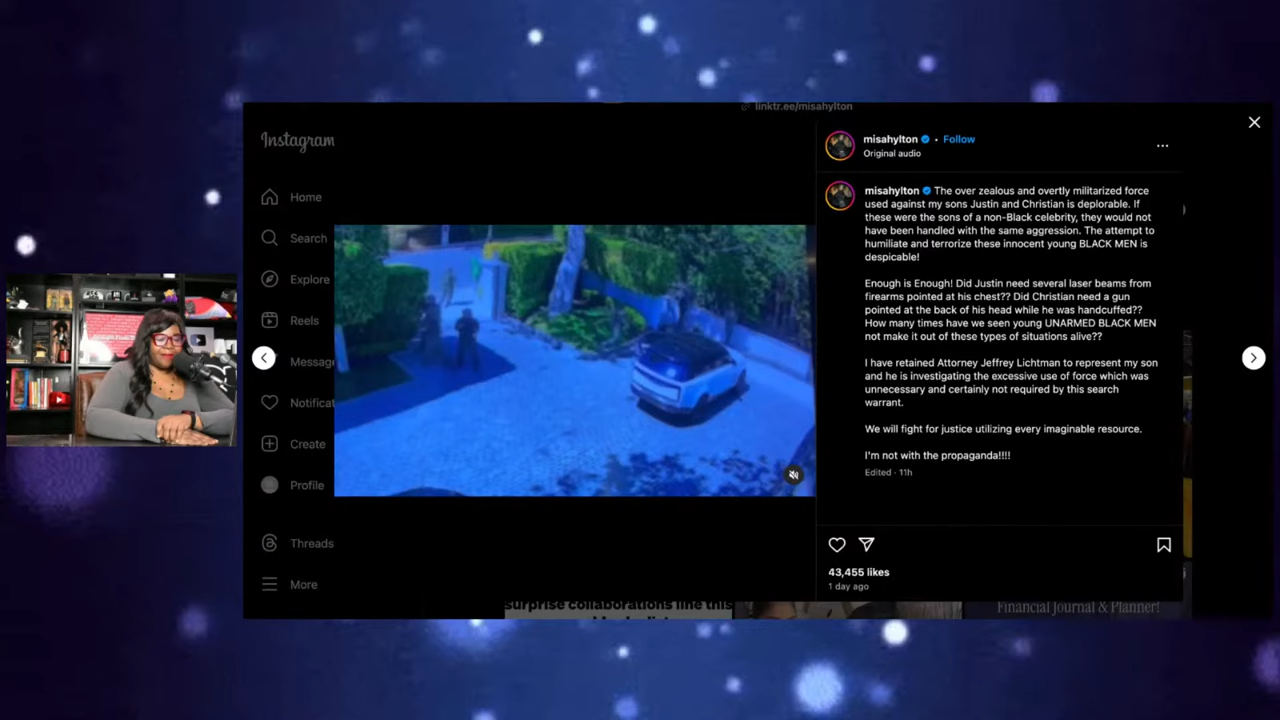 linktr.ee/misahylton
Instagram
Home
Search
Explore
Reels
Message
Notificat
Create
Profile
Threads
More
misahylton • Follow
Original audio
misahylton The over zealous and overtly militarized force
used against my sons Justin and Christian is deplorable. If
these were the sons of a non-Black celebrity, they would not
have been handled with the same aggression. The attempt to
humiliate and terrorize these innocent young BLACK MEN is
despicable!
Enough is Enough! Did Justin need several laser beams from
firearms pointed at his chest?? Did Christian need a gun
pointed at the back of his head while he was handcuffed??
How many times have we seen young UNARMED BLACK MEN
not make it out of these types of situations alive??
I have retained Attorney Jeffrey Lichtman to represent my son
and he is investigating the excessive use of force which was
unnecessary and certainly not required by this search
warrant.
We will fight for justice utilizing every imaginable resource.
I'm not with the propaganda!!!!
Edited · 11h
43,455 likes
1 day ago
surprise collaborations like this
Financial Journal & Planner!